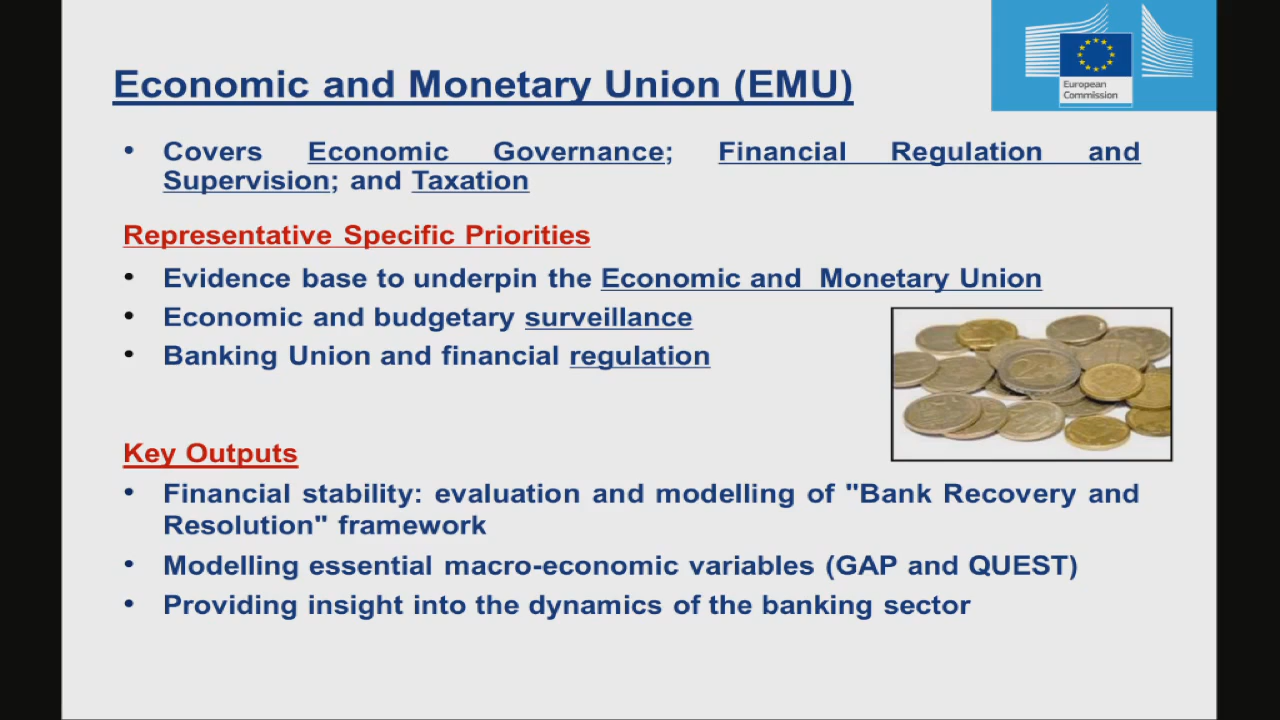 Economic and Monetary Union (EMU)
European
Commission
• Covers Economic Governance; Financial Regulation and
Supervision; and Taxation
Representative Specific Priorities
• Evidence base to underpin the Economic and Monetary Union
• Economic and budgetary surveillance
• Banking Union and financial regulation
Key Outputs
• Financial stability: evaluation and modelling of "Bank Recovery and
Resolution" framework
• Modelling essential macro-economic variables (GAP and QUEST)
• Providing insight into the dynamics of the banking sector